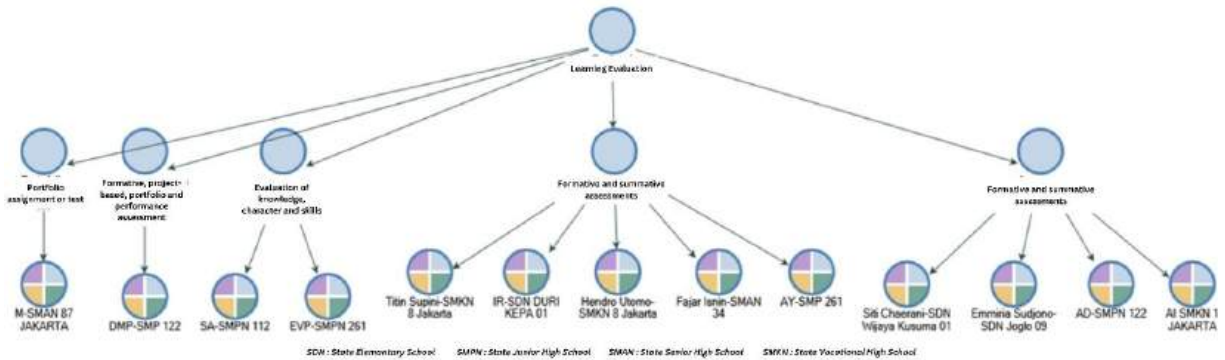 Learning Evaluation
Portfolio
assignment or test
Formative, project-
based, portfolio and
performance
assessment
Evaluation of
knowledge,
character and skills
Formative and summative
assessments
Formative and summative
assessments
M-SMAN 87
JAKARTA
DMP-SMP 122
SA-SMPN 112
EVP-SMPN 261
Titin Supini-SMKN
8 Jakarta
IR-SDN DURI
KEPA 01
Hendro Utomo-
SMKN 8 Jakarta
Fajar Isnin-SMAN
34
AY-SMP 261
Siti Chaerani-SDN
Wijaya Kusuma 01
Emmina Sudjono-
SDN Joglo 09
AD-SMPN 122
AI SMKN 1
JAKARTA
SDN : State Elementary School SMPN : State Junior High School SMAN : State Senior High School SMKN : State Vocational High School